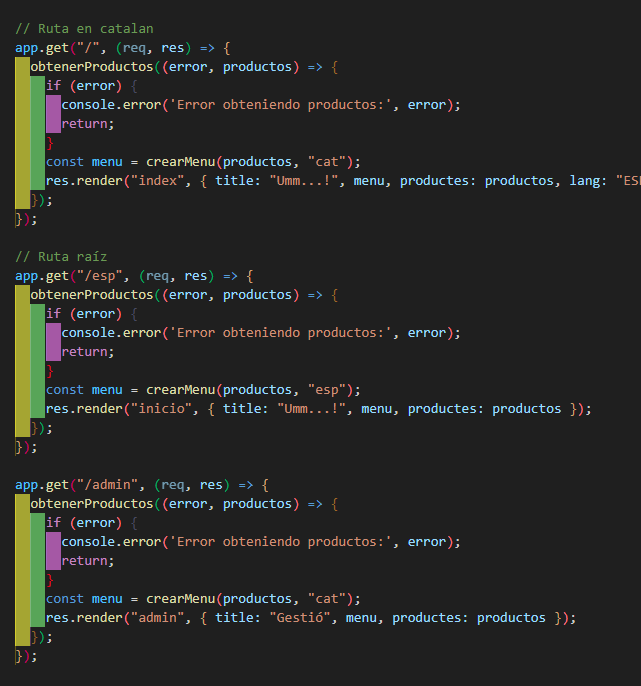 // Ruta en catalan
app.get("/", (req, res) => {
obtenerProductos((error, productos) => {
if (error) {
console.error('Error obteniendo productos:', error);
return;
}
const menu = crearMenu(productos, "cat");
res.render("index", { title: "Umm...!", menu, productes: productos, lang: "ES
});
});
// Ruta raíz
app.get("/esp", (req, res) => {
obtenerProductos((error, productos) => {
if (error) {
console.error('Error obteniendo productos:', error);
return;
}
const menu = crearMenu(productos, "esp");
res.render("inicio", { title: "Umm...!", menu, productes: productos });
});
});
app.get("/admin", (req, res) => {
obtenerProductos((error, productos) => {
if (error) {
console.error('Error obteniendo productos:', error);
return;
}
const menu = crearMenu(productos, "cat");
res.render("admin", { title: "Gestió", menu, productes: productos });
});
});